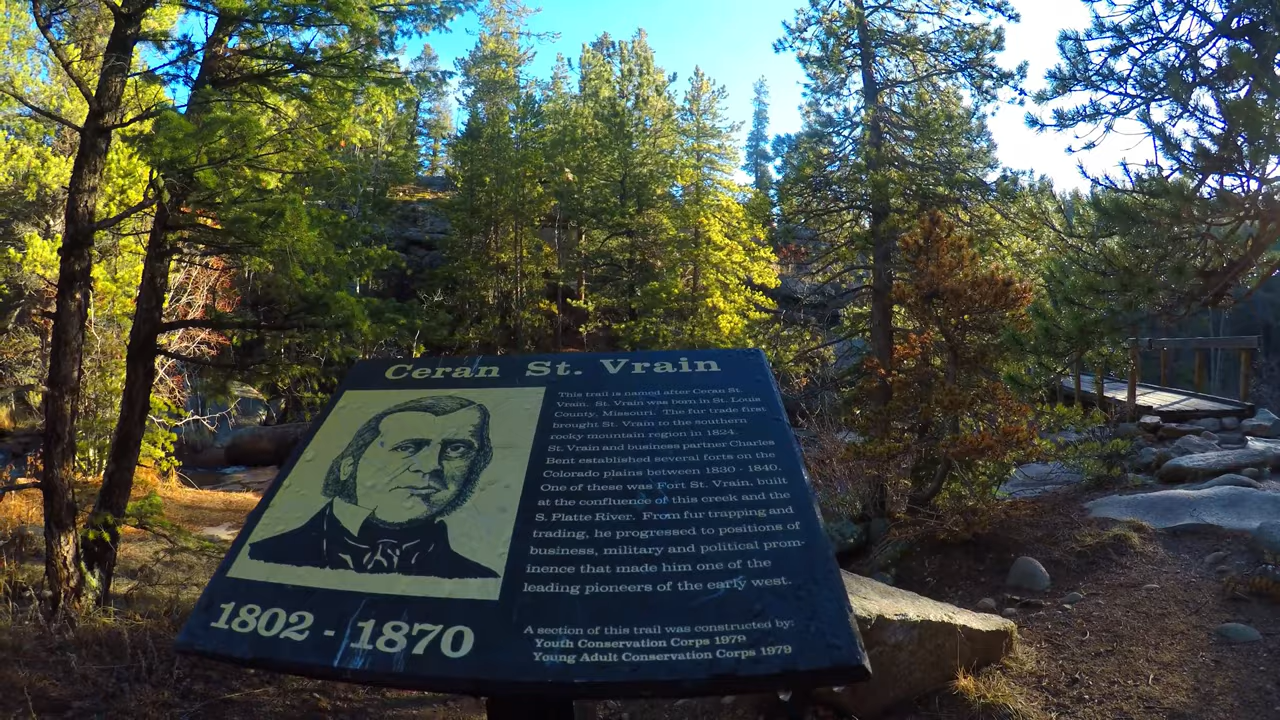 Ceran St. Vrain
This trail is named after Ceran St.
Vrain. St. Vrain was born in St. Louis
County, Missouri. The fur trade first
brought St. Vrain to the southern
rocky mountain region in 1824.
St. Vrain and business partner Charles
Bent established several forts on the
Colorado plains between 1830 - 1840.
One of these was Fort St. Vrain, built
at the confluence of this creek and the
S. Platte River. From fur trapping and
trading, he progressed to positions of
business, military and political prom-
inence that made him one of the
leading pioneers of the early west.
1802 - 1870
A section of this trail was constructed by:
Youth Conservation Corps 1979
Young Adult Conservation Corps 1979